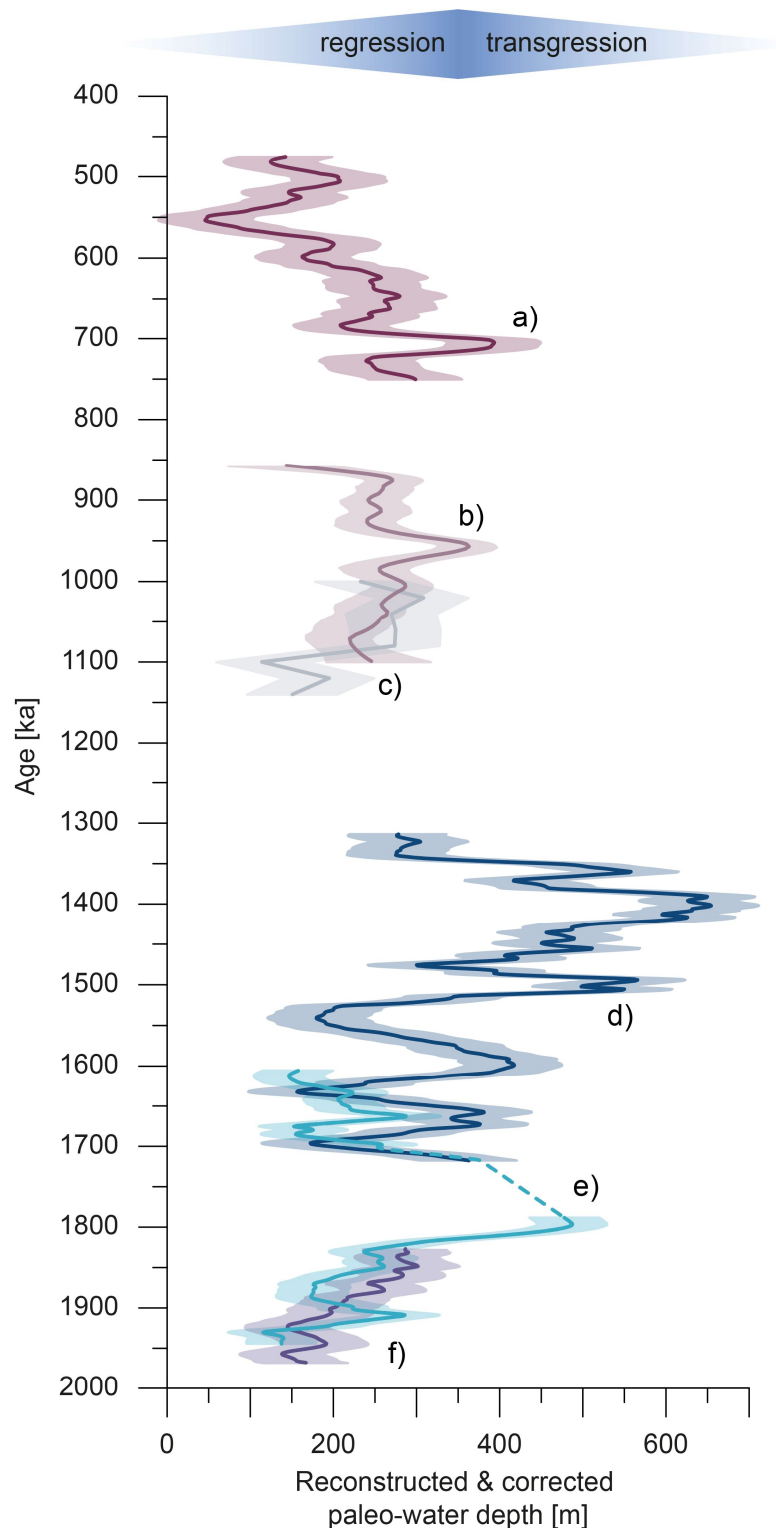 regression transgression
400
500
600
700
800
900
1000
1100
1200
1300
1400
1500
1600
1700
1800
1900
2000
Age [ka]
a)
b)
c)
d)
e)
f)
0 200 400 600
Reconstructed & corrected
paleo-water depth [m]